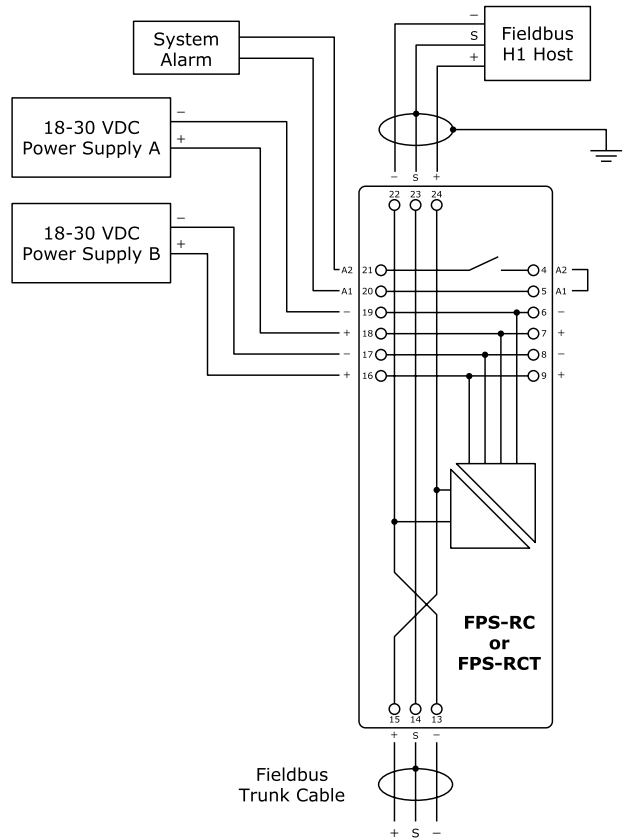 System
Alarm
−
S
+
Fieldbus
H1 Host
18-30 VDC
Power Supply A
−
+
18-30 VDC
Power Supply B
−
+
− S +
22 23 24
A2 21 4 A2
A1 20 5 A1
− 19 6 −
+ 18 7 +
− 17 8 −
+ 16 9 +
FPS-RC
or
FPS-RCT
15 14 13
+ S −
Fieldbus
Trunk Cable
+ S −